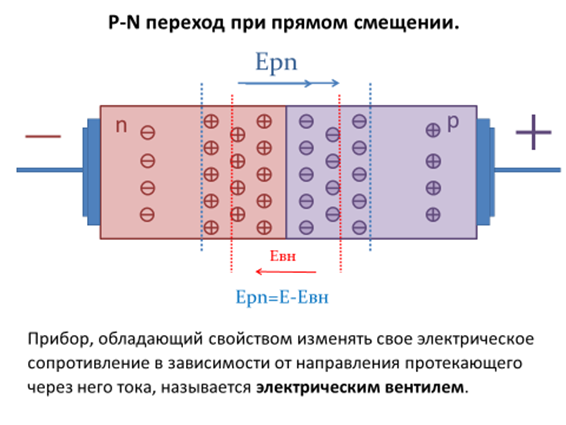 P-N переход при прямом смещении.
Epn
n
p
−
+
Евн
Epn=E-Eвн
Прибор, обладающий свойством изменять свое электрическое
сопротивление в зависимости от направления протекающего
через него тока, называется электрическим вентилем.